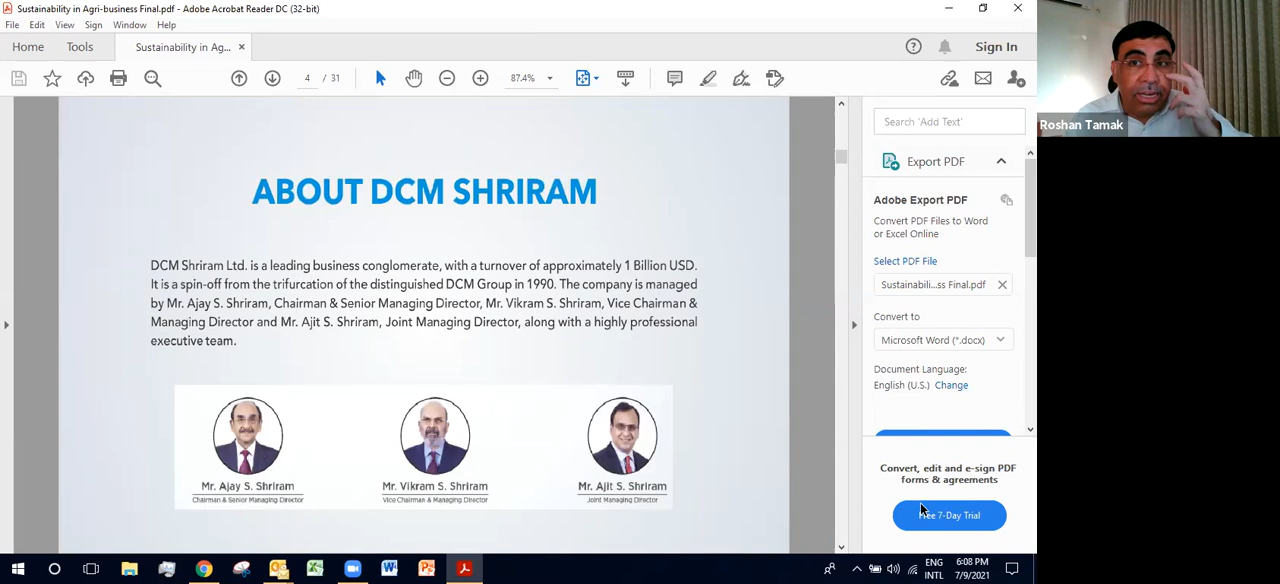 Sustainability in Agri-business Final.pdf - Adobe Acrobat Reader DC (32-bit)
File Edit View Sign Window Help
Home Tools Sustainability in Ag... × Sign In
4 / 31 87.4%
Roshan Tamak
ABOUT DCM SHRIRAM
DCM Shriram Ltd. is a leading business conglomerate, with a turnover of approximately 1 Billion USD.
It is a spin-off from the trifurcation of the distinguished DCM Group in 1990. The company is managed
by Mr. Ajay S. Shriram, Chairman & Senior Managing Director, Mr. Vikram S. Shriram, Vice Chairman &
Managing Director and Mr. Ajit S. Shriram, Joint Managing Director, along with a highly professional
executive team.
Mr. Ajay S. Shriram
Chairman & Senior Managing Director
Mr. Vikram S. Shriram
Vice Chairman & Managing Director
Mr. Ajit S. Shriram
Joint Managing Director
Search 'Add Text'
Export PDF
Adobe Export PDF
Convert PDF Files to Word
or Excel Online
Select PDF File
Sustainabili...ss Final.pdf
Convert to
Microsoft Word (*.docx)
Document Language:
English (U.S.) Change
Convert, edit and e-sign PDF
forms & agreements
Free 7-Day Trial
ENG
INTL
6:08 PM
7/9/2021